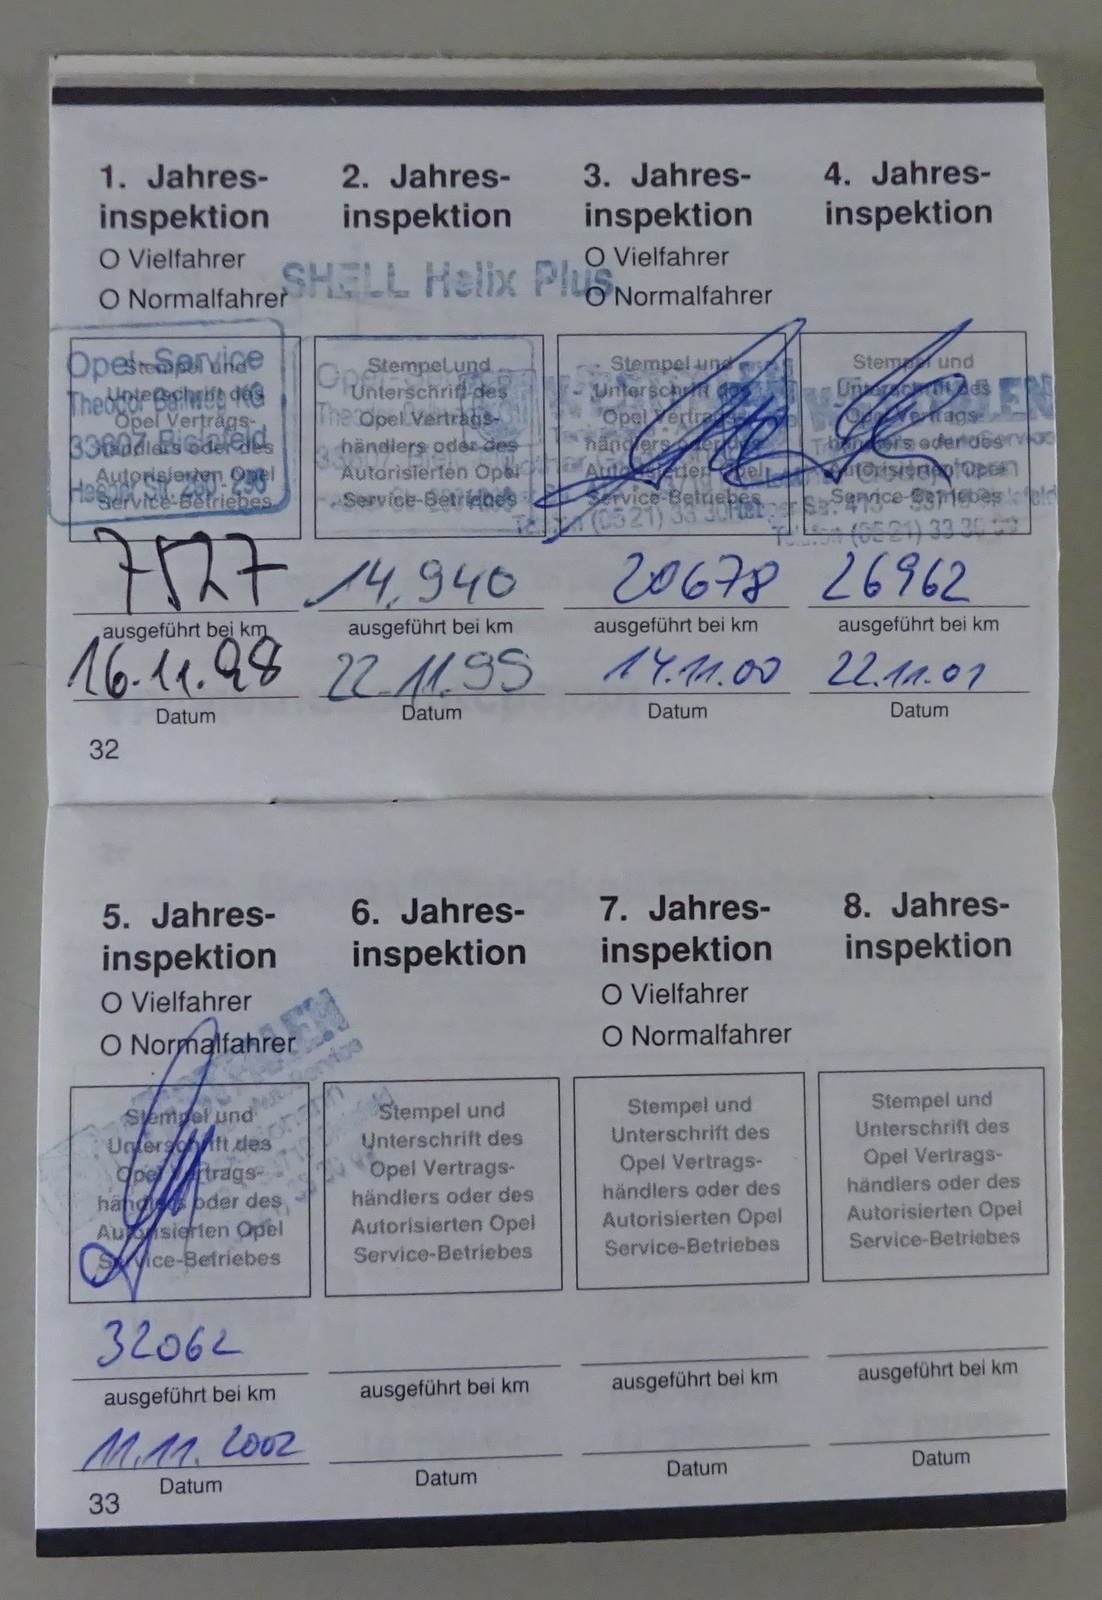 1. Jahres-
inspektion
O Vielfahrer
O Normalfahrer
2. Jahres-
inspektion
3. Jahres-
inspektion
O Vielfahrer
O Normalfahrer
4. Jahres-
inspektion
SHELL Helix Plus
Opel-Service
33607 Bielefeld
Stempel und
Unterschrift des
Opel Vertrags-
händlers oder des
Autorisierten Opel
Service-Betriebes
7527
ausgeführt bei km
16.11.98
Datum
Stempel und
Unterschrift des
Opel Vertrags-
händlers oder des
Autorisierten Opel
Service-Betriebes
14.940
ausgeführt bei km
22.11.99
Datum
Stempel und
Unterschrift des
Opel Vertrags-
händlers oder des
Autorisierten Opel
Service-Betriebes
(0521) 33 30
20678
ausgeführt bei km
14.11.00
Datum
Stempel und
Unterschrift des
Opel Vertrags-
händlers oder des
Autorisierten Opel
Service-Betriebes
Telefon (0521) 33 30
26962
ausgeführt bei km
22.11.01
Datum
32
5. Jahres-
inspektion
O Vielfahrer
O Normalfahrer
6. Jahres-
inspektion
7. Jahres-
inspektion
O Vielfahrer
O Normalfahrer
8. Jahres-
inspektion
Stempel und
Unterschrift des
Opel Vertrags-
händlers oder des
Autorisierten Opel
Service-Betriebes
32062
ausgeführt bei km
11.11.2002
Datum
Stempel und
Unterschrift des
Opel Vertrags-
händlers oder des
Autorisierten Opel
Service-Betriebes
ausgeführt bei km
Datum
Stempel und
Unterschrift des
Opel Vertrags-
händlers oder des
Autorisierten Opel
Service-Betriebes
ausgeführt bei km
Datum
Stempel und
Unterschrift des
Opel Vertrags-
händlers oder des
Autorisierten Opel
Service-Betriebes
ausgeführt bei km
Datum
33